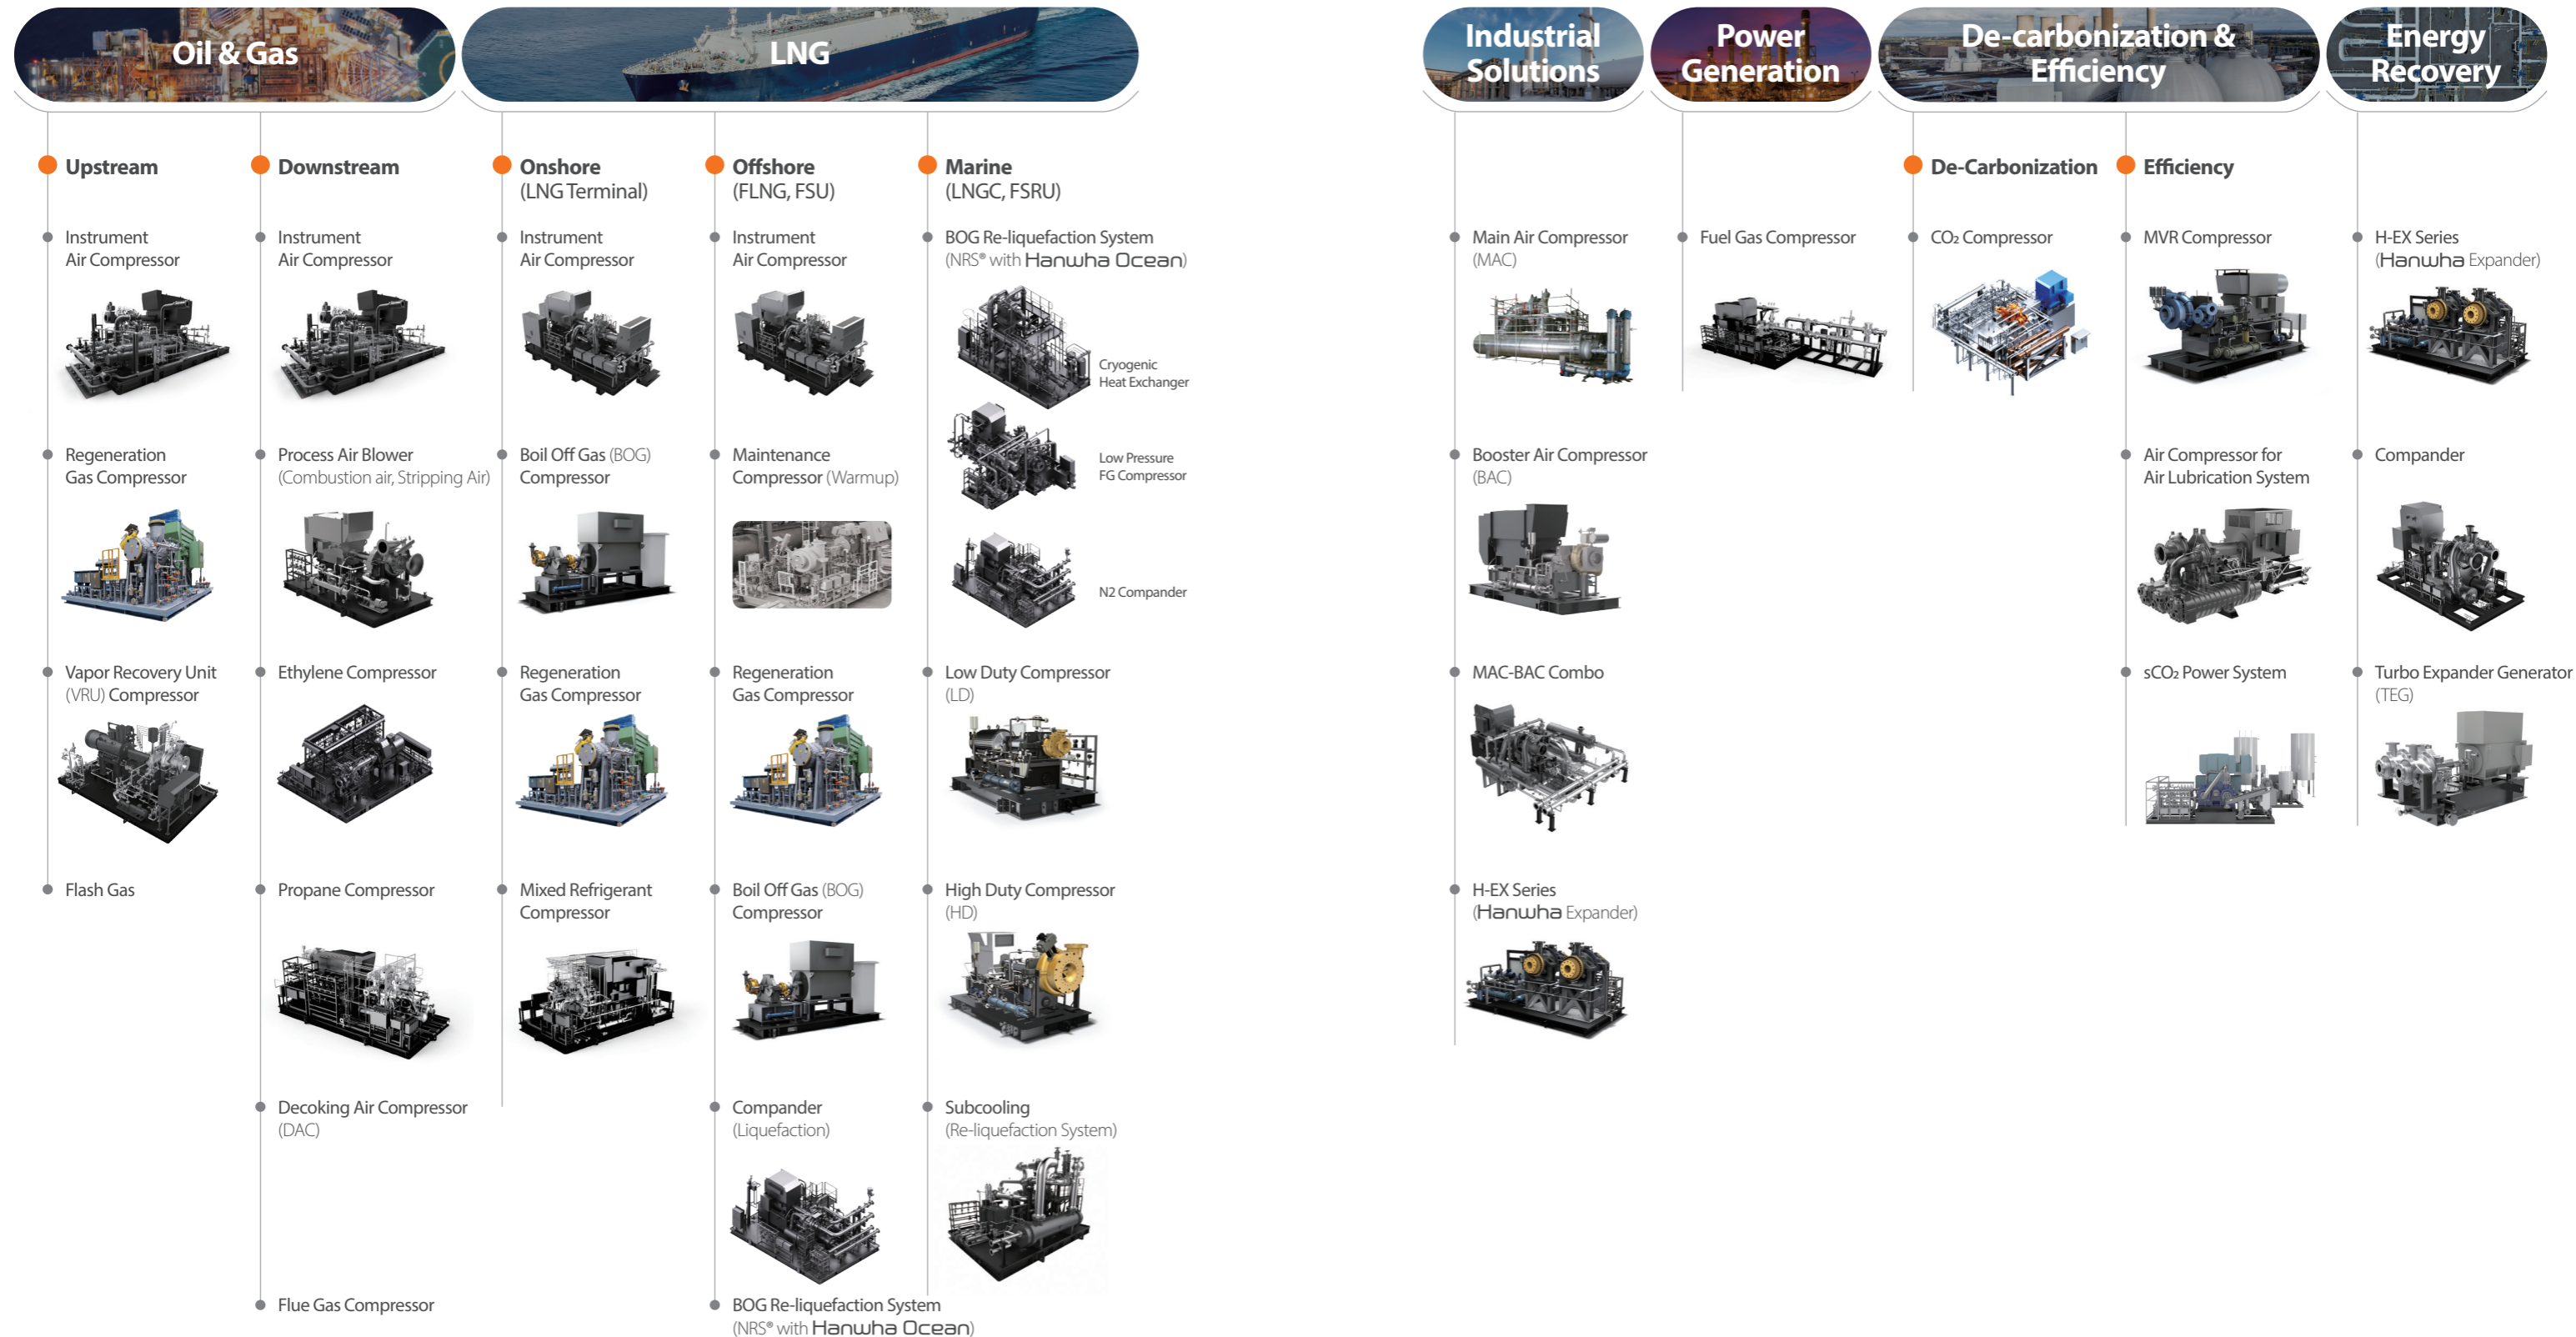 Oil & Gas
LNG
Industrial
Solutions
Power
Generation
De-carbonization &
Efficiency
Energy
Recovery
Upstream
Instrument
Air Compressor
Regeneration
Gas Compressor
Vapor Recovery Unit
(VRU) Compressor
Flash Gas
Downstream
Instrument
Air Compressor
Process Air Blower
(Combustion air, Stripping Air)
Ethylene Compressor
Propane Compressor
Decoking Air Compressor
(DAC)
Flue Gas Compressor
Onshore
(LNG Terminal)
Instrument
Air Compressor
Boil Off Gas (BOG)
Compressor
Regeneration
Gas Compressor
Mixed Refrigerant
Compressor
Offshore
(FLNG, FSU)
Instrument
Air Compressor
Maintenance
Compressor (Warmup)
Regeneration
Gas Compressor
Boil Off Gas (BOG)
Compressor
Compander
(Liquefaction)
BOG Re-liquefaction System
(NRS® with Hanwha Ocean)
Marine
(LNGC, FSRU)
BOG Re-liquefaction System
(NRS® with Hanwha Ocean)
Cryogenic
Heat Exchanger
Low Pressure
FG Compressor
N2 Compander
Low Duty Compressor
(LD)
High Duty Compressor
(HD)
Subcooling
(Re-liquefaction System)
Main Air Compressor
(MAC)
Booster Air Compressor
(BAC)
MAC-BAC Combo
H-EX Series
(Hanwha Expander)
Fuel Gas Compressor
De-Carbonization
CO₂ Compressor
Efficiency
MVR Compressor
Air Compressor for
Air Lubrication System
sCO₂ Power System
H-EX Series
(Hanwha Expander)
Compander
Turbo Expander Generator
(TEG)